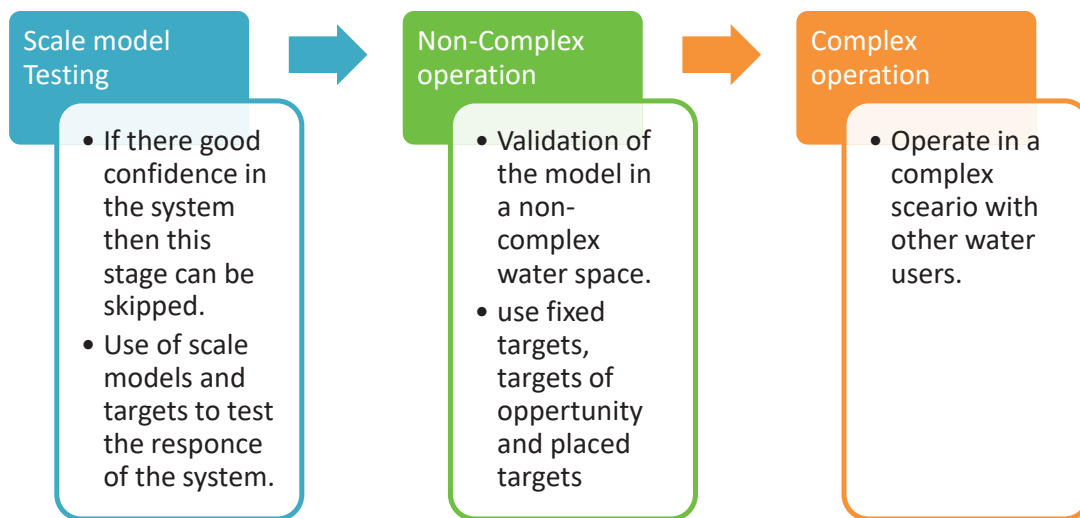 Scale model
Testing
• If there good
confidence in
the system
then this
stage can be
skipped.
• Use of scale
models and
targets to test
the responce
of the system.
Non-Complex
operation
• Validation of
the model in
a non-
complex
water space.
• use fixed
targets,
targets of
oppertunity
and placed
targets
Complex
operation
• Operate in a
complex
sceario with
other water
users.